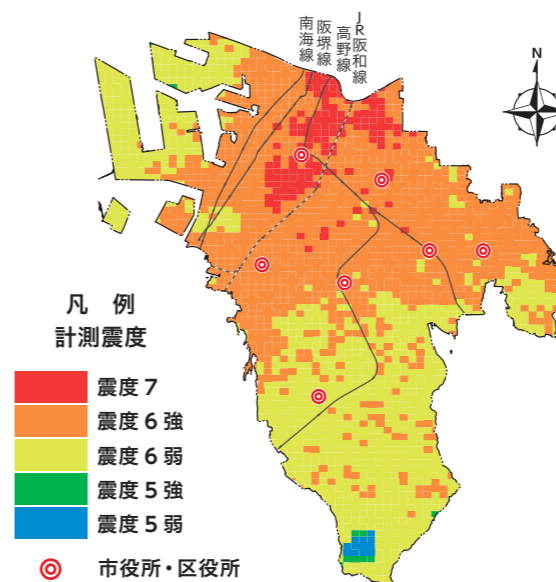 南海線
阪堺線
高野線
JR阪和線
N
凡 例
計測震度
震度7
震度6強
震度6弱
震度5強
震度5弱
市役所・区役所